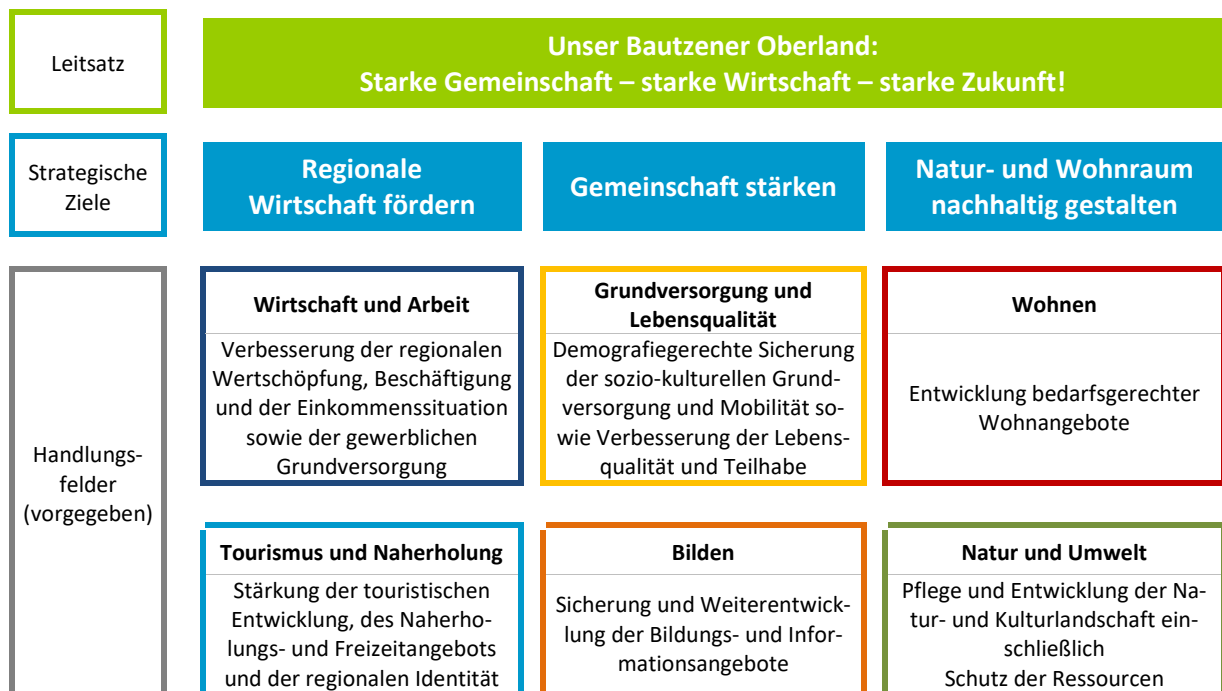 Leitsatz
Unser Bautzener Oberland:
Starke Gemeinschaft – starke Wirtschaft – starke Zukunft!
Strategische
Ziele
Regionale
Wirtschaft fördern
Gemeinschaft stärken
Natur- und Wohnraum
nachhaltig gestalten
Handlungs-
felder
(vorgegeben)
Wirtschaft und Arbeit
Verbesserung der regionalen
Wertschöpfung, Beschäftigung
und der Einkommenssituation
sowie der gewerblichen
Grundversorgung
Grundversorgung und
Lebensqualität
Demografiegerechte Sicherung
der sozio-kulturellen Grund-
versorgung und Mobilität so-
wie Verbesserung der Lebens-
qualität und Teilhabe
Wohnen
Entwicklung bedarfsgerechter
Wohnangebote
Tourismus und Naherholung
Stärkung der touristischen
Entwicklung, des Naherho-
lungs- und Freizeitangebots
und der regionalen Identität
Bilden
Sicherung und Weiterentwick-
lung der Bildungs- und Infor-
mationsangebote
Natur und Umwelt
Pflege und Entwicklung der Na-
tur- und Kulturlandschaft ein-
schließlich
Schutz der Ressourcen